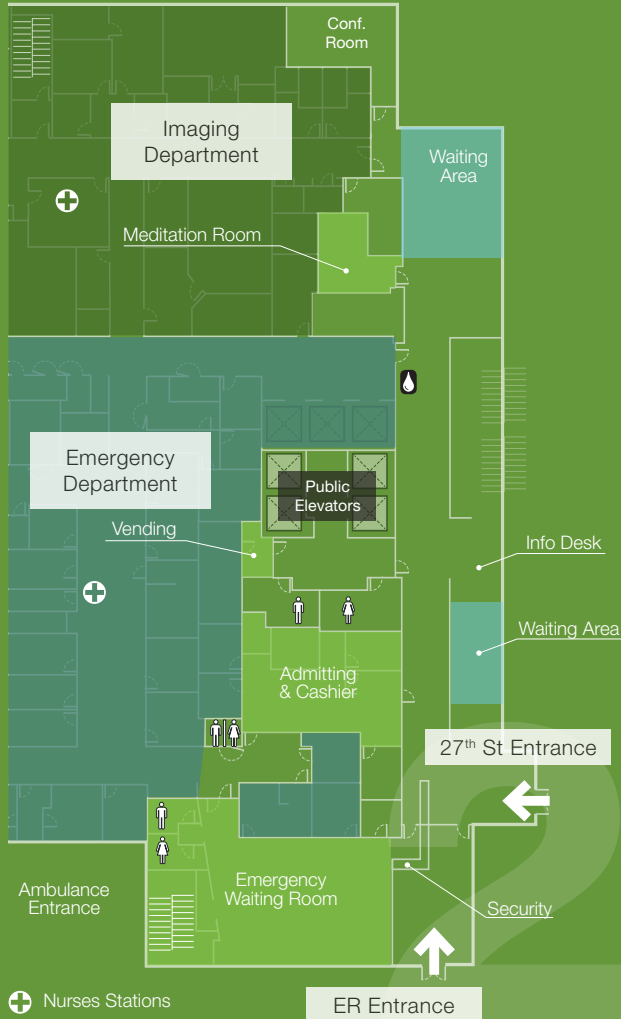 Conf.
Room
Imaging
Department
Waiting
Area
Meditation Room
Emergency
Department
Public
Elevators
Vending
Info Desk
Waiting Area
Admitting
& Cashier
27th St Entrance
Emergency
Waiting Room
Ambulance
Entrance
Security
2
Nurses Stations
ER Entrance